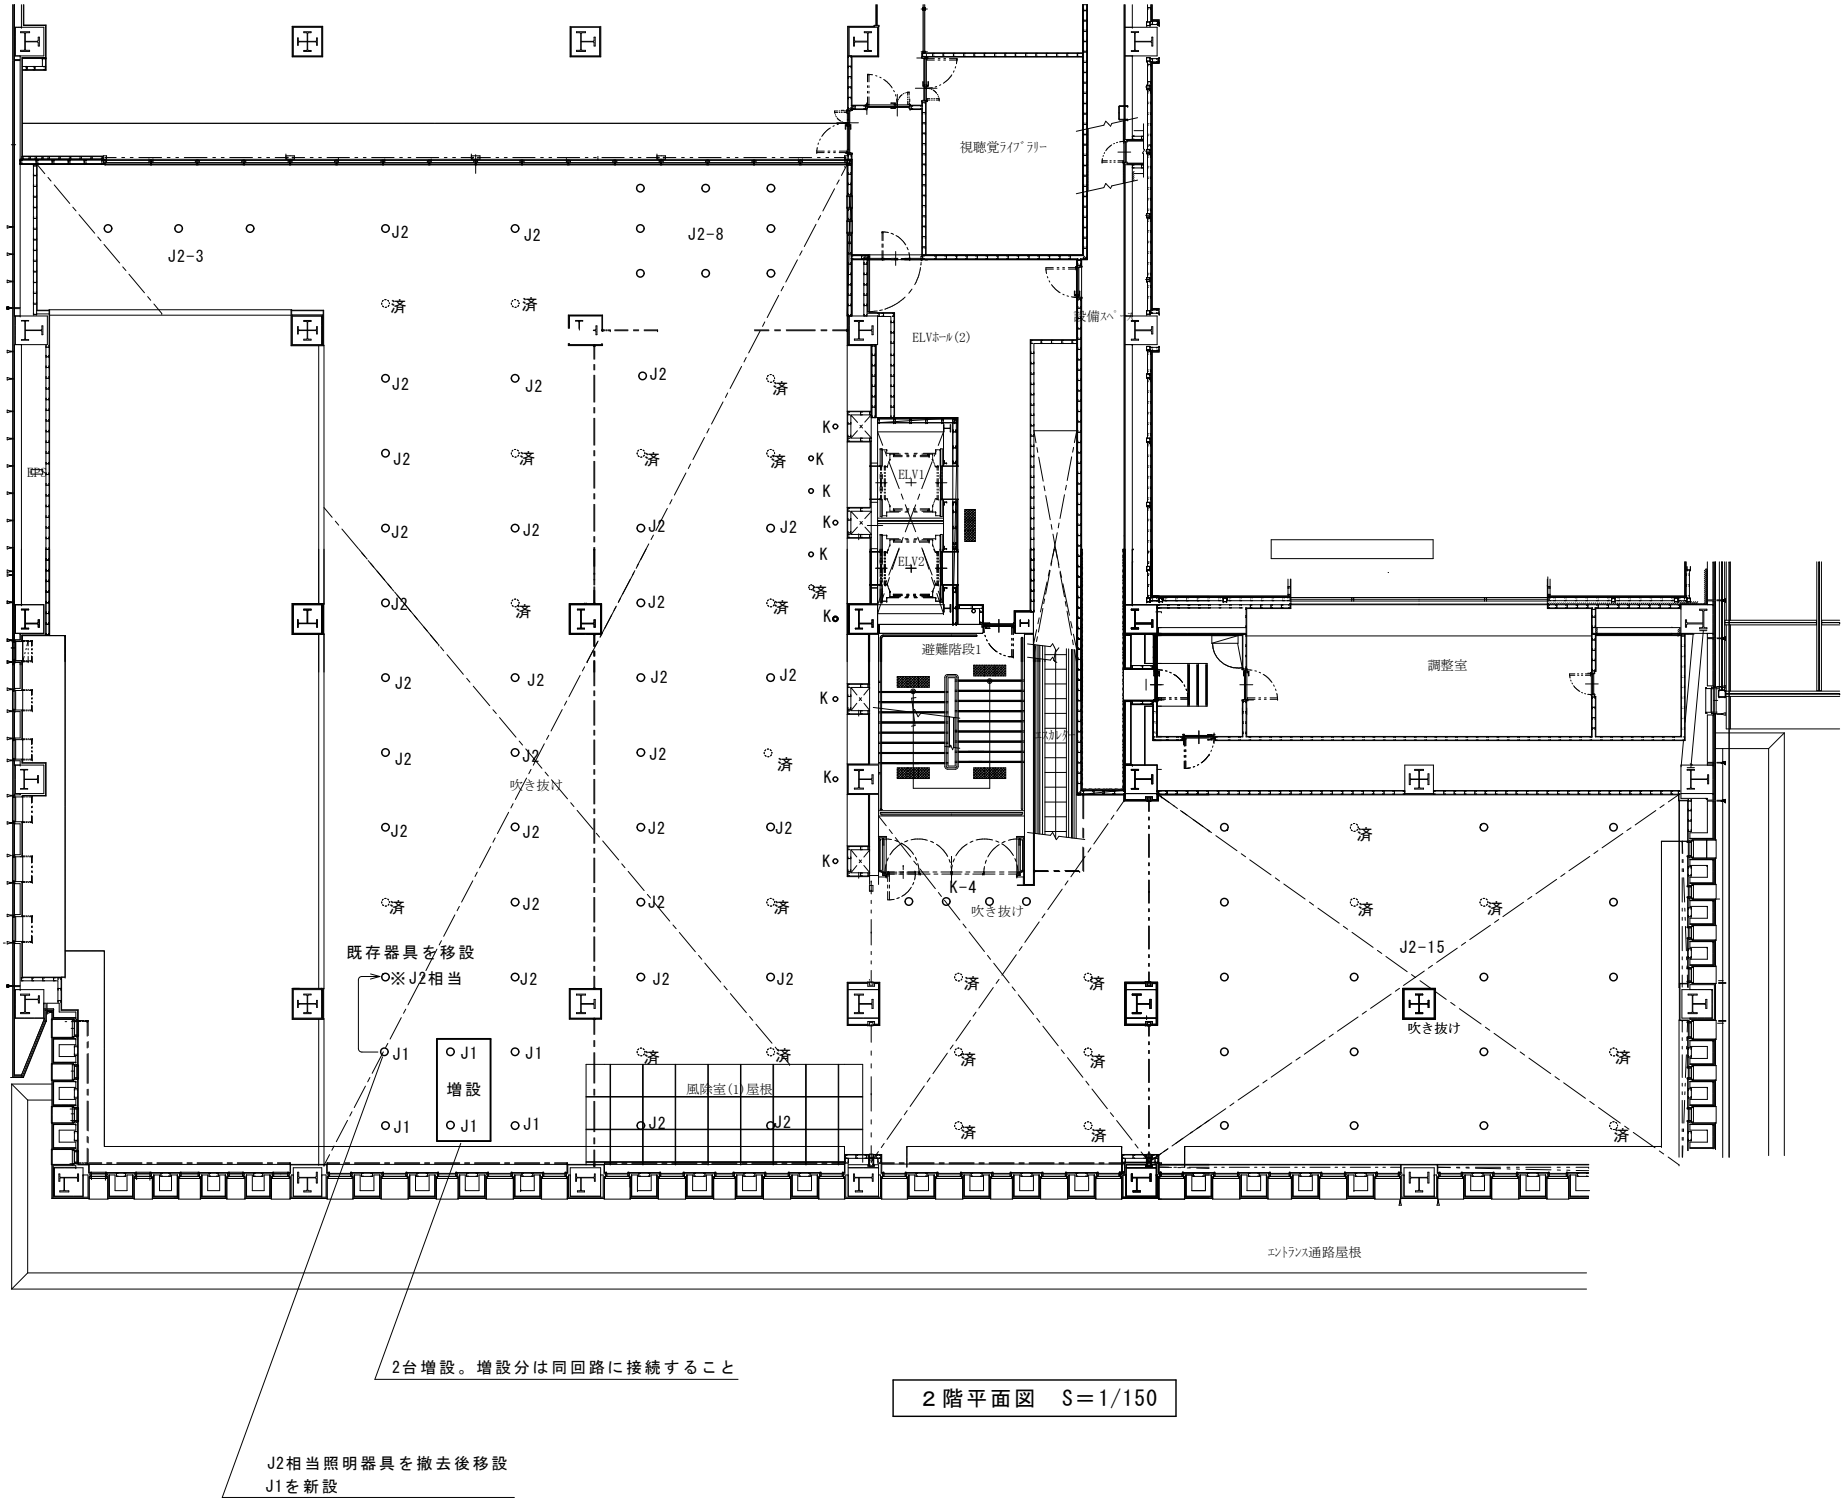 視聴覚ライブラリー
J2
J2
J2-8
J2-3
済
済
設備スペース
ELVホール(2)
J2
J2
J2
済
K
J2
済
済
済
K
ELV1
K
J2
J2
J2
J2
K
K
ELV2
済
J2
済
J2
済
K
避難階段1
調整室
J2
J2
J2
J2
K
エスカレーター
J2
J2
J2
済
K
吹き抜け
J2
J2
J2
J2
済
K
K-4
済
J2
J2
済
吹き抜け
済
済
J2-15
既存器具を移設
※J2相当
J2
J2
J2
済
済
吹き抜け
J1
J1
J1
済
済
済
済
済
増設
風除室(1)屋根
J1
J1
J1
J2
J2
済
済
済
エントランス通路屋根
2台増設。増設分は同回路に接続すること
２階平面図 S=1/150
J2相当照明器具を撤去後移設
J1を新設